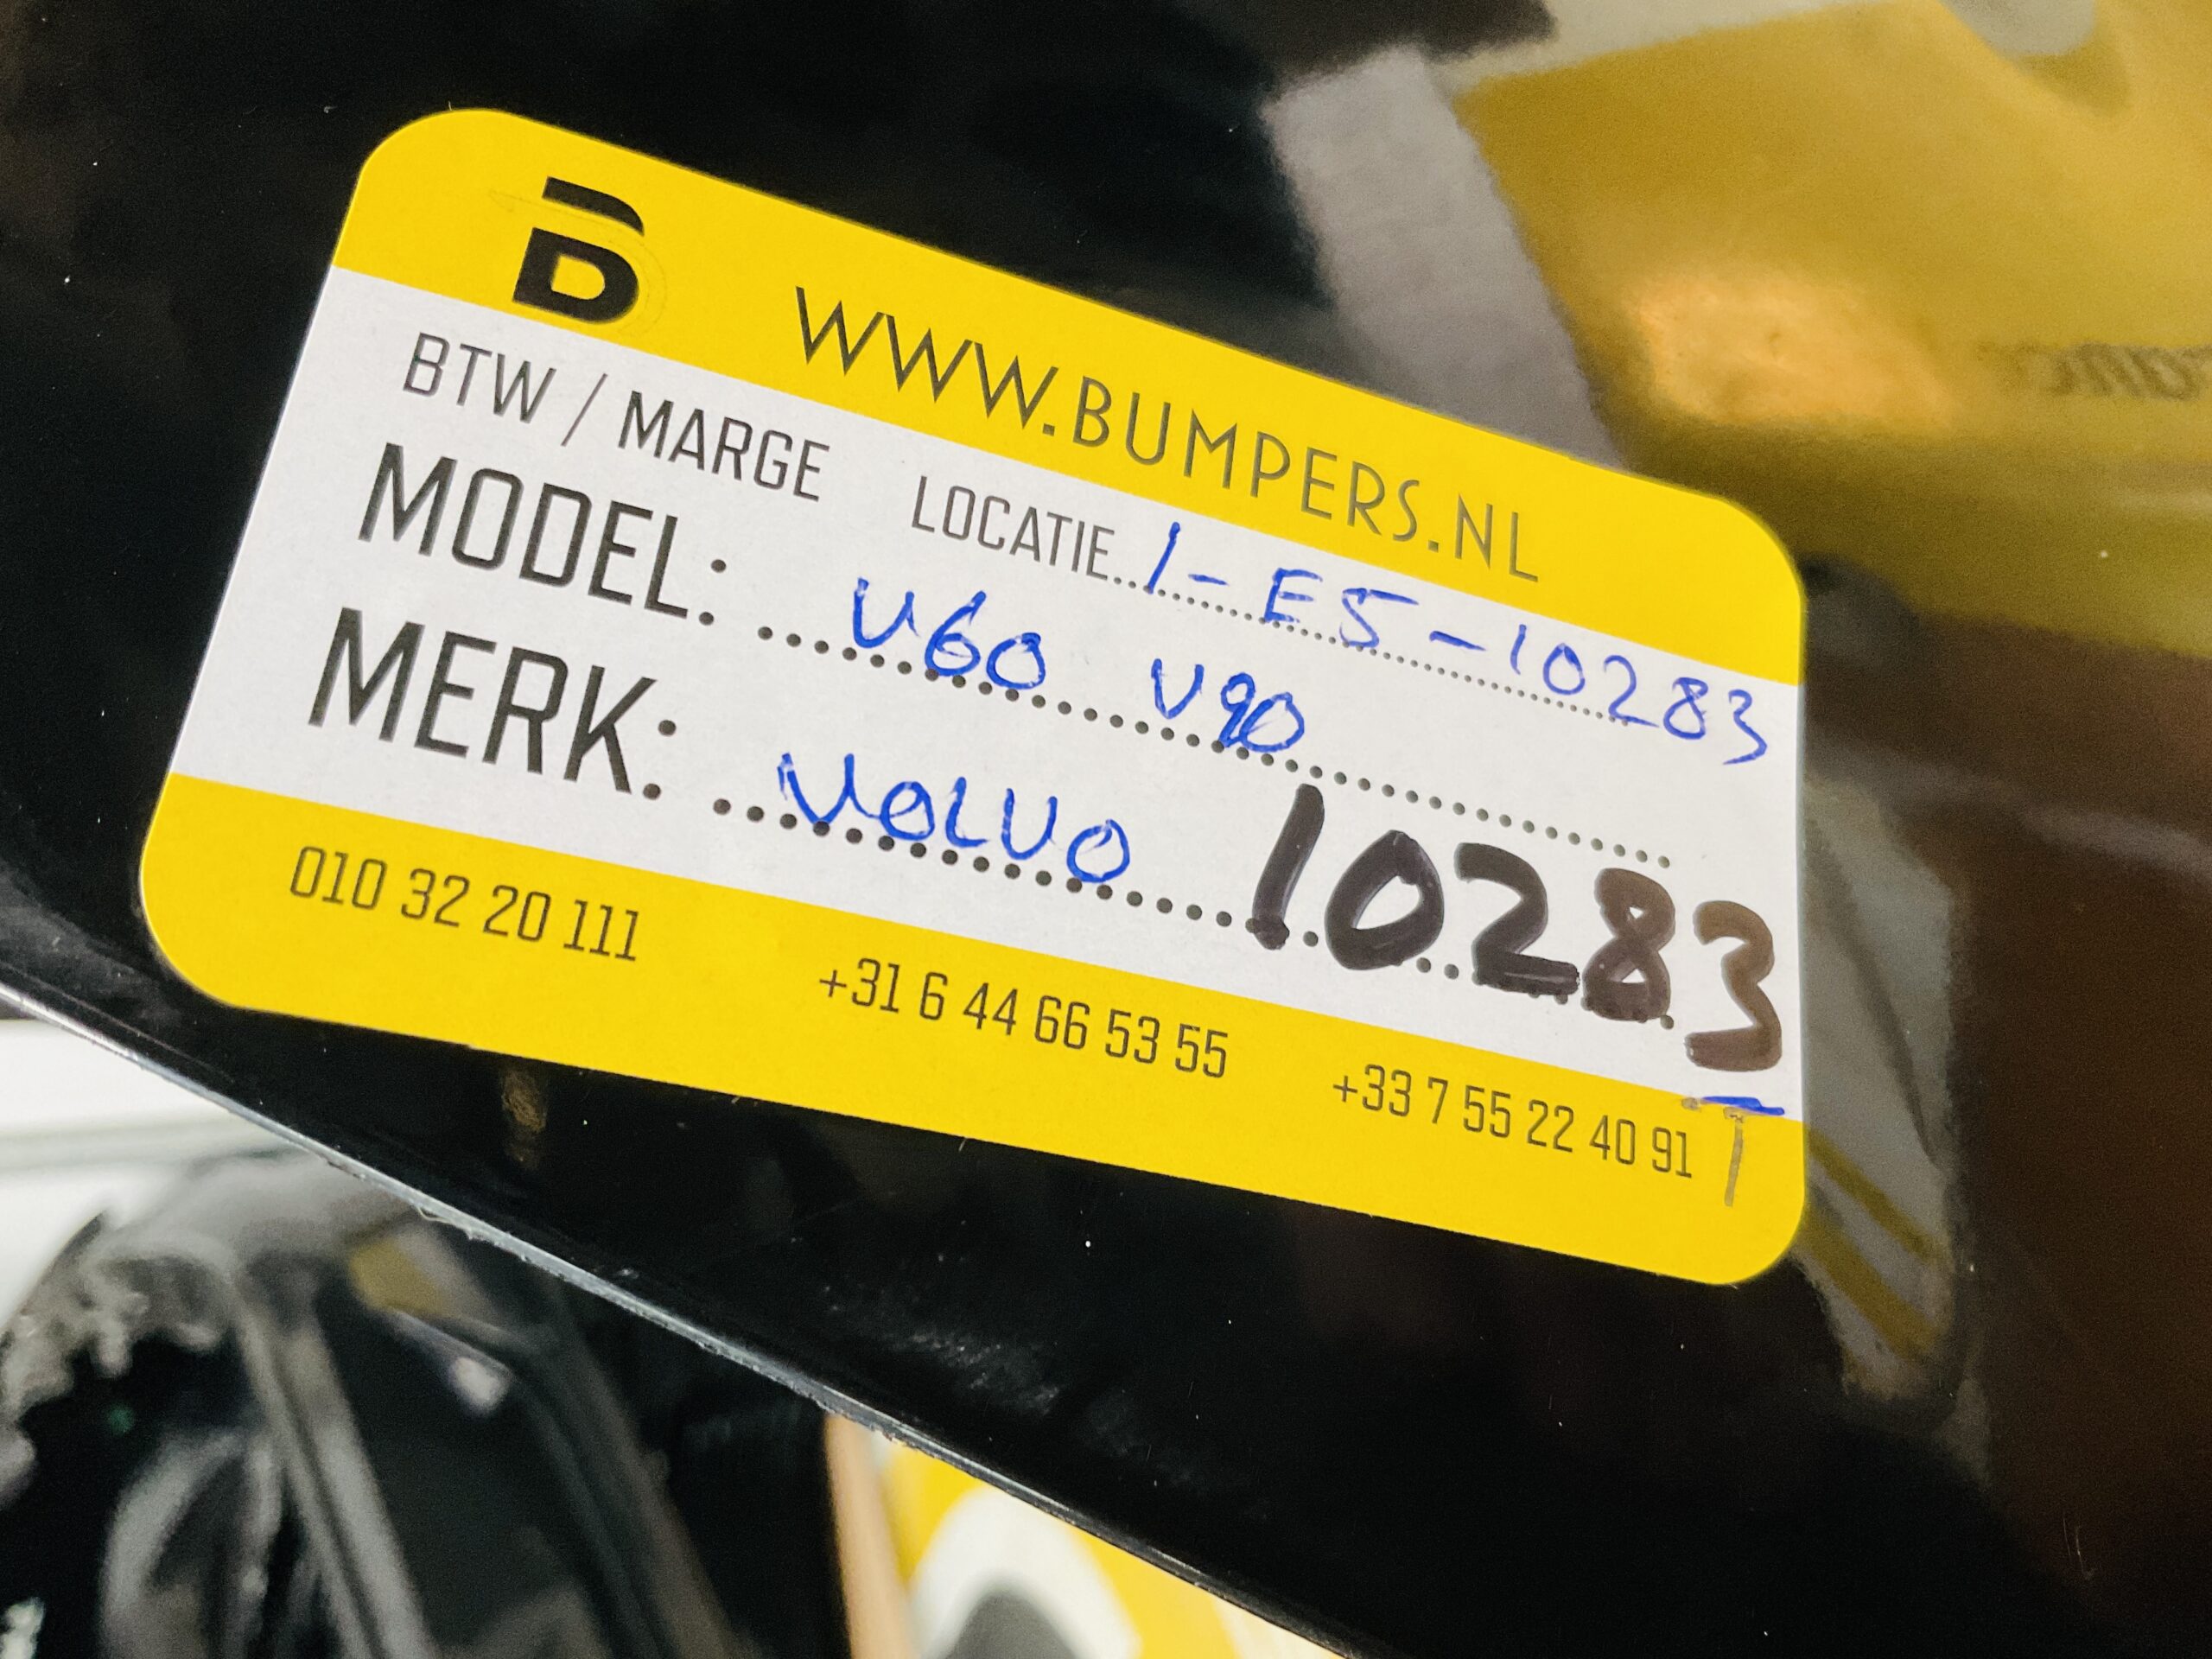 B WWW.BUMPERS.NL
BTW / MARGE LOCATIE..1-E5-10283
MODEL: V60 V90
MERK: VOLVO 10283
010 32 20 111 +31 6 44 66 53 55 +33 7 55 22 40 91 T